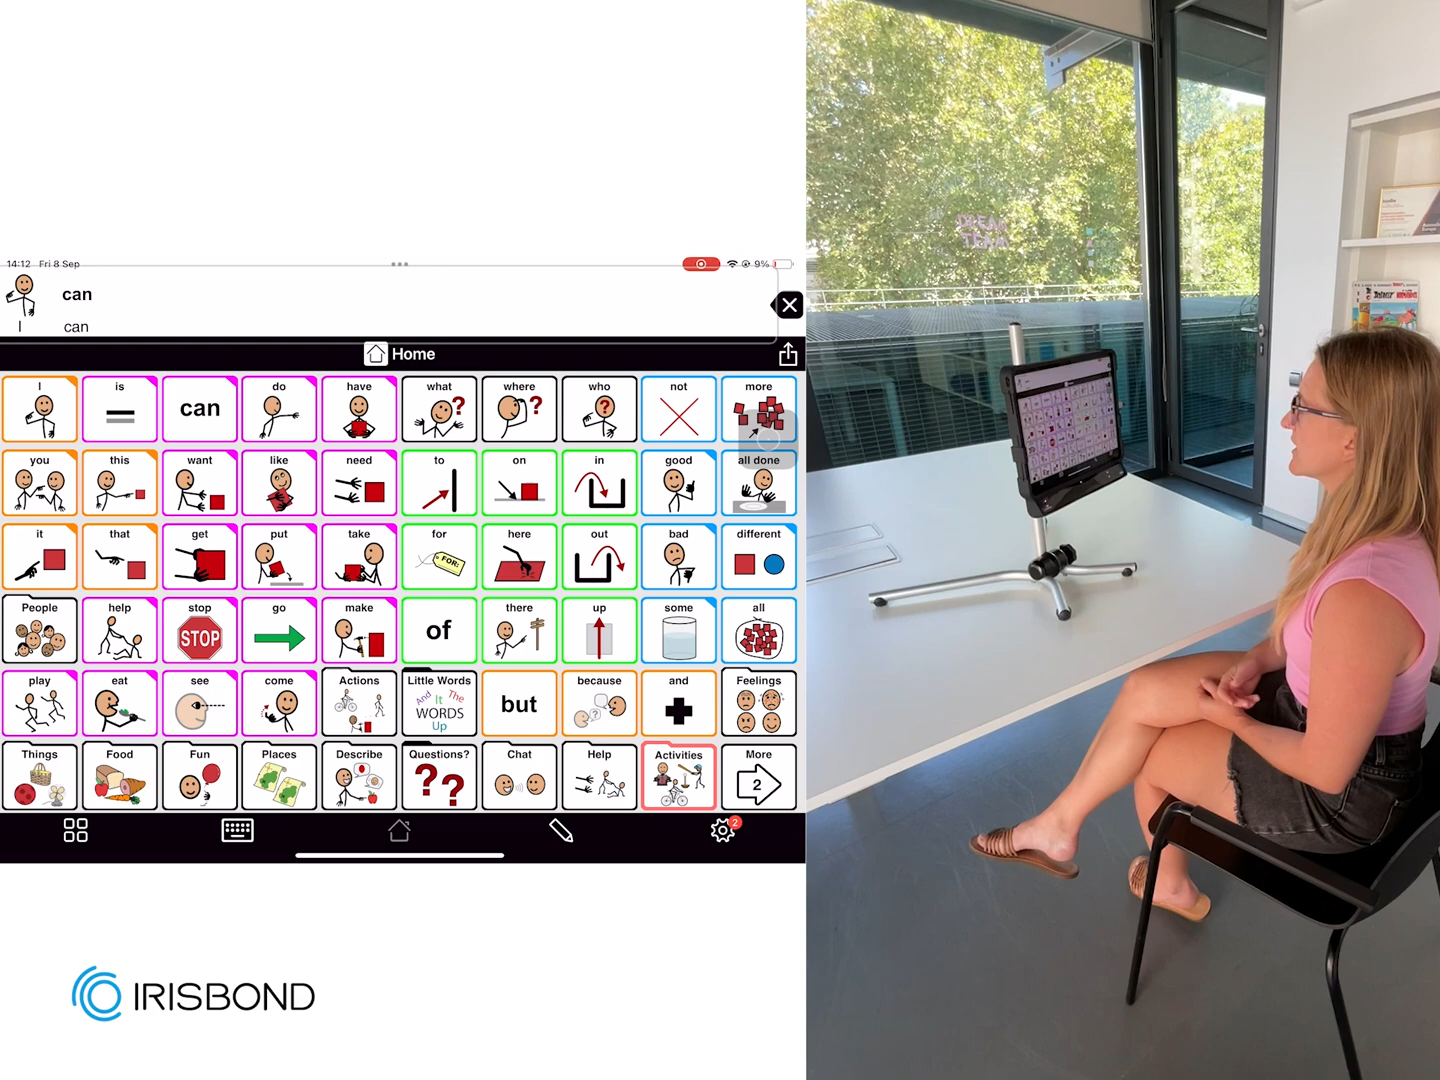 14:12 Fri 8 Sep
9%
can
I can
Home
I is can do have what where who not more
you this want like need to on in good all done
it that get put take for here out bad different
FOR:
People help stop go make of there up some all
STOP
play eat see come Actions Little Words but because and Feelings
And It The
WORDS
Up
Things Food Fun Places Describe Questions? Chat Help Activities More
2
2
IRISBOND
DREAM
TEAM